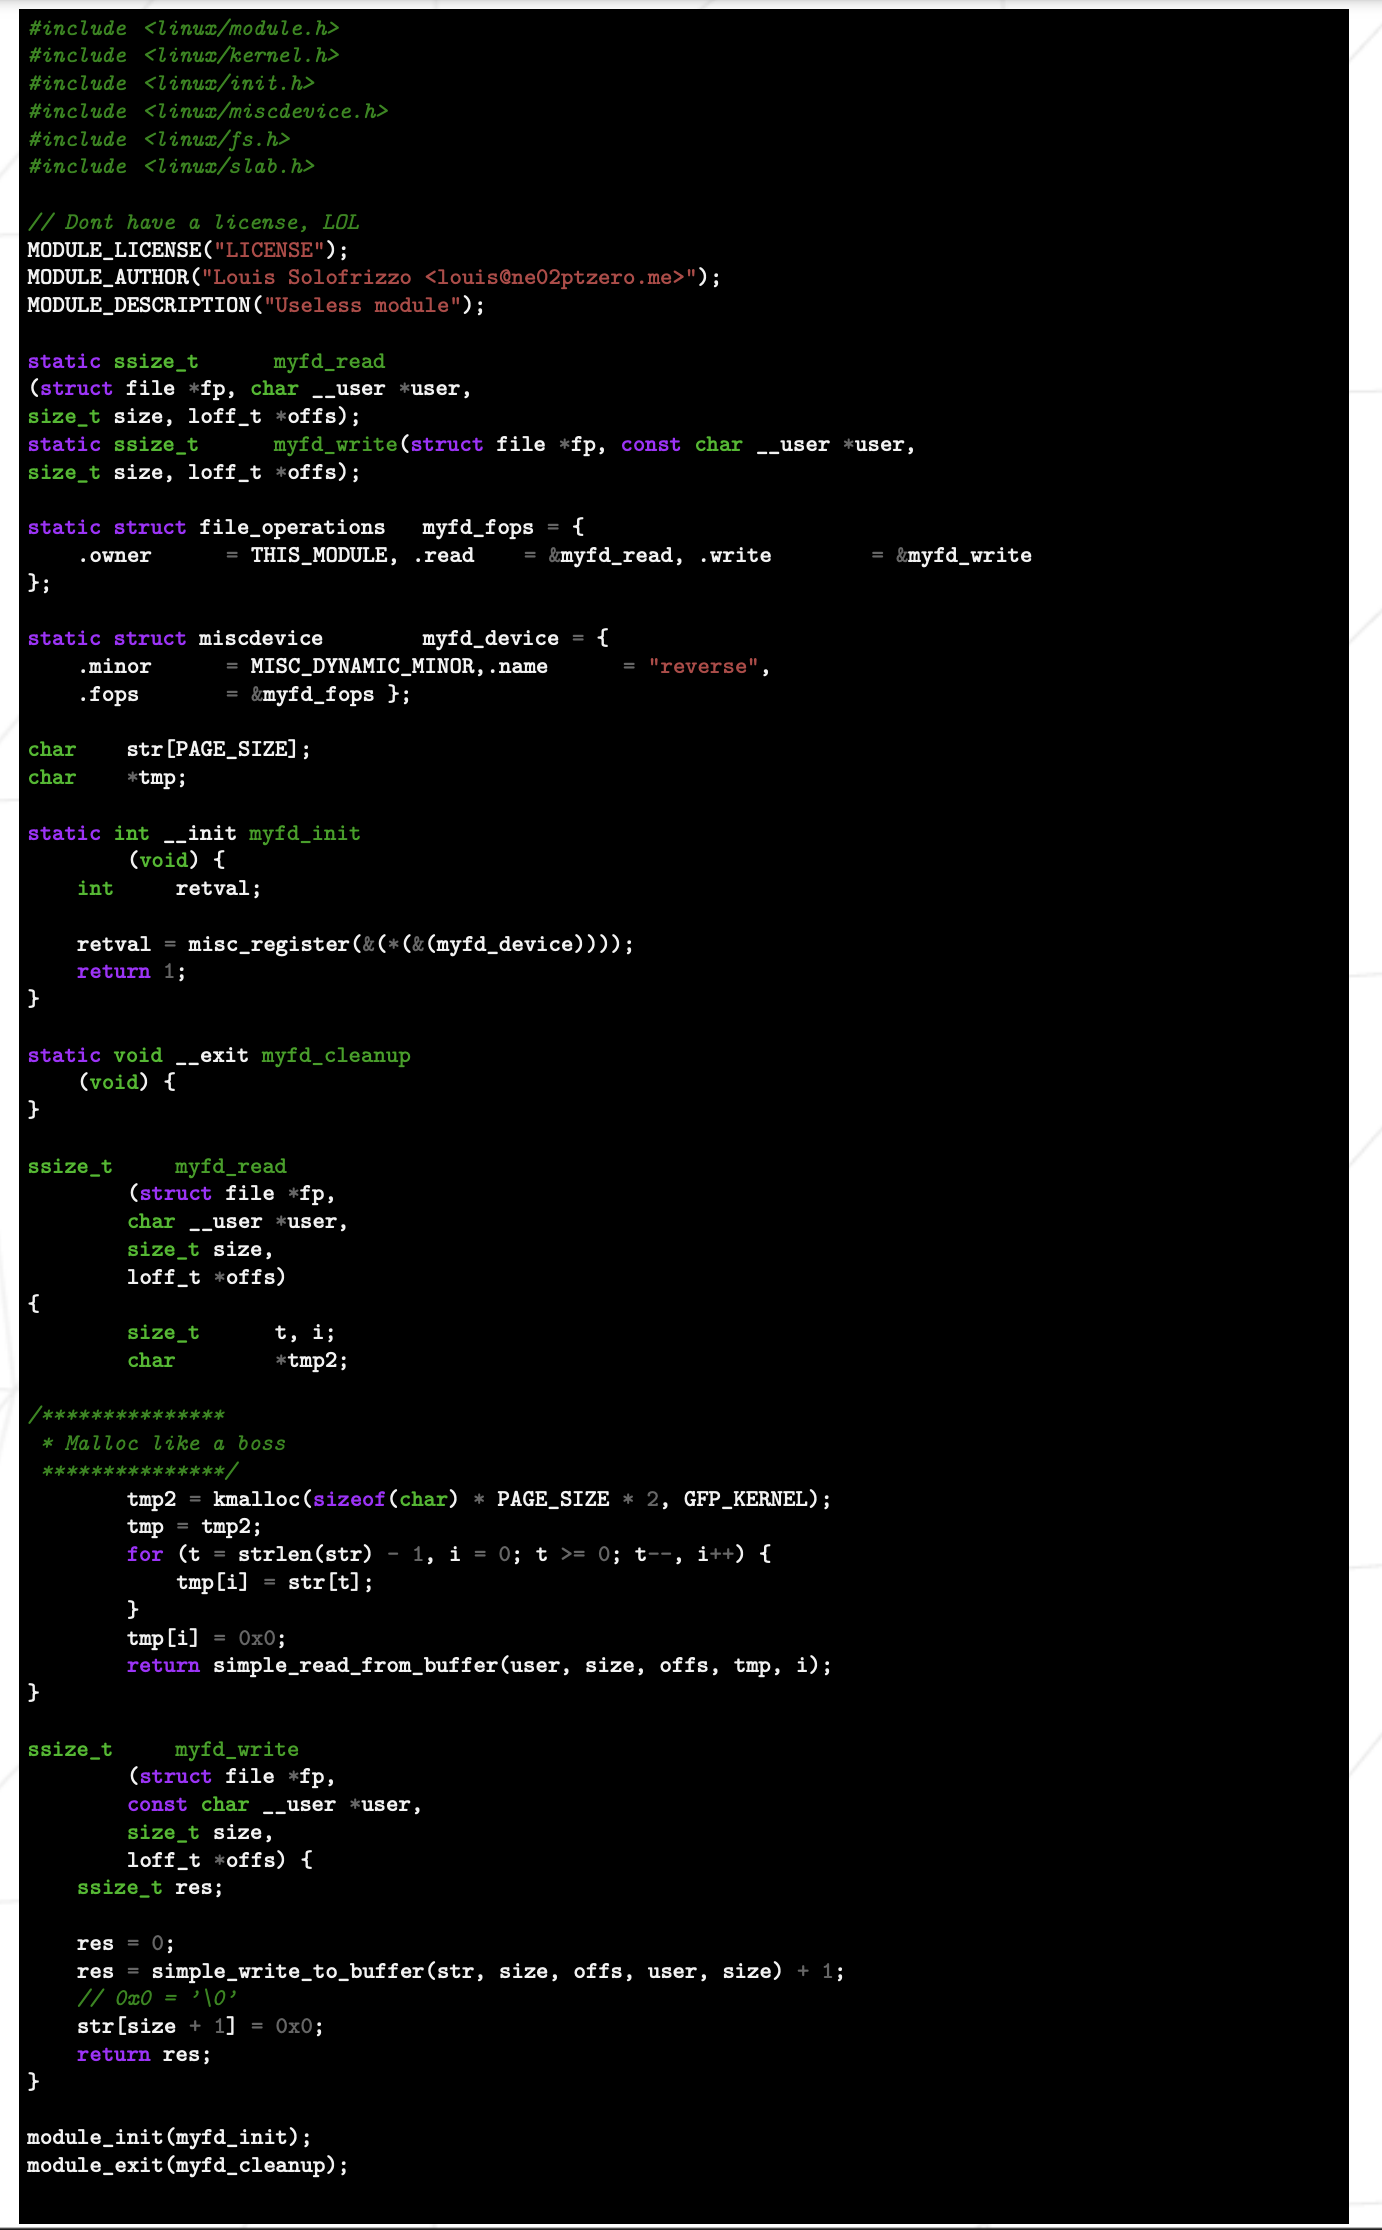 #include <linux/module.h>
#include <linux/kernel.h>
#include <linux/init.h>
#include <linux/miscdevice.h>
#include <linux/fs.h>
#include <linux/slab.h>

// Dont have a license, LOL
MODULE_LICENSE("LICENSE");
MODULE_AUTHOR("Louis Solofrizzo <louis@ne02ptzero.me>");
MODULE_DESCRIPTION("Useless module");

static ssize_t      myfd_read
(struct file *fp, char __user *user,
size_t size, loff_t *offs);
static ssize_t      myfd_write(struct file *fp, const char __user *user,
size_t size, loff_t *offs);

static struct file_operations   myfd_fops = {
    .owner      = THIS_MODULE, .read    = &myfd_read, .write        = &myfd_write
};

static struct miscdevice        myfd_device = {
    .minor      = MISC_DYNAMIC_MINOR,.name      = "reverse",
    .fops       = &myfd_fops };

char    str[PAGE_SIZE];
char    *tmp;

static int __init myfd_init
        (void) {
    int     retval;

    retval = misc_register(&(*(&(myfd_device))));
    return 1;
}

static void __exit myfd_cleanup
    (void) {
}

ssize_t     myfd_read
        (struct file *fp,
        char __user *user,
        size_t size,
        loff_t *offs)
{
        size_t      t, i;
        char        *tmp2;

/***************
 * Malloc like a boss
 ***************/
        tmp2 = kmalloc(sizeof(char) * PAGE_SIZE * 2, GFP_KERNEL);
        tmp = tmp2;
        for (t = strlen(str) - 1, i = 0; t >= 0; t--, i++) {
            tmp[i] = str[t];
        }
        tmp[i] = 0x0;
        return simple_read_from_buffer(user, size, offs, tmp, i);
}

ssize_t     myfd_write
        (struct file *fp,
        const char __user *user,
        size_t size,
        loff_t *offs) {
    ssize_t res;

    res = 0;
    res = simple_write_to_buffer(str, size, offs, user, size) + 1;
    // 0x0 = '\0'
    str[size + 1] = 0x0;
    return res;
}

module_init(myfd_init);
module_exit(myfd_cleanup);